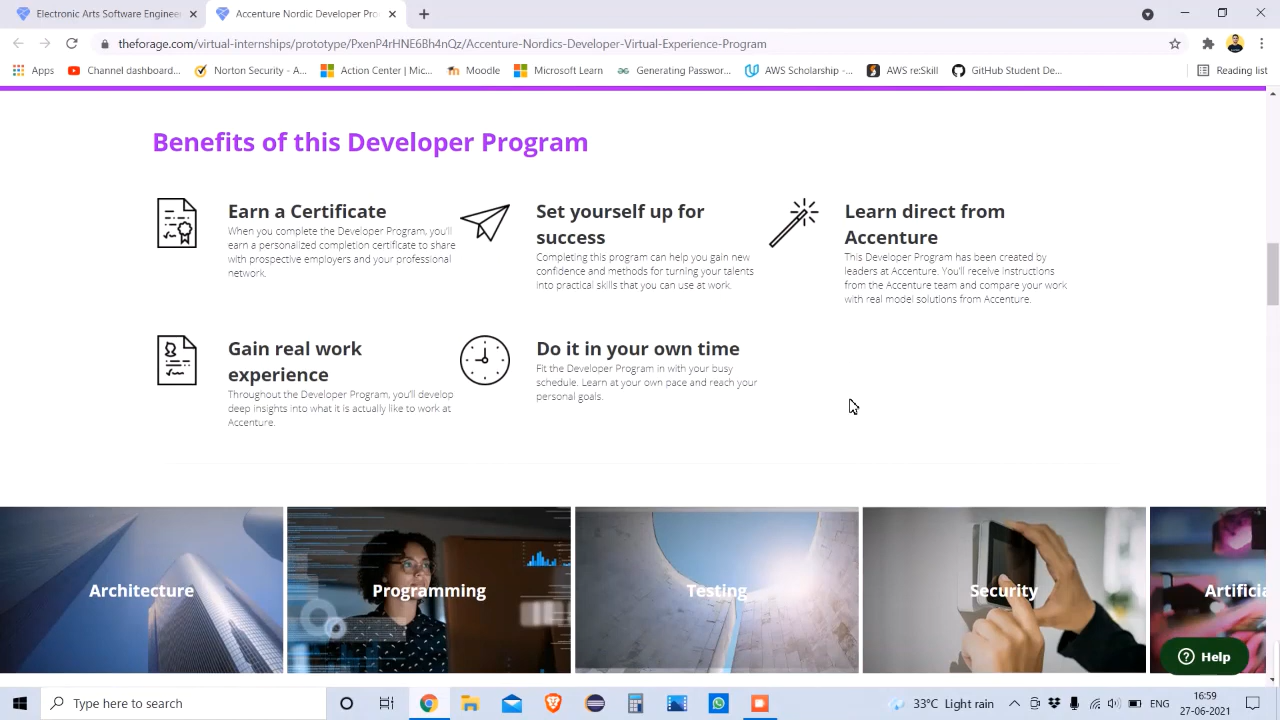 Electronic Arts Software Engineer
Accenture Nordic Developer Pro
theforage.com/virtual-internships/prototype/PxenP4rHNE6Bh4nQz/Accenture-Nordics-Developer-Virtual-Experience-Program
Apps
Channel dashboard...
Norton Security - A...
Action Center | Mic...
Moodle
Microsoft Learn
Generating Passwor...
AWS Scholarship -...
AWS re:Skill
GitHub Student De...
Reading list
Benefits of this Developer Program
Earn a Certificate
When you complete the Developer Program, you'll
earn a personalized completion certificate to share
with prospective employers and your professional
network.
Set yourself up for
success
Completing this program can help you gain new
confidence and methods for turning your talents
into practical skills that you can use at work.
Learn direct from
Accenture
This Developer Program has been created by
leaders at Accenture. You'll receive instructions
from the Accenture team and compare your work
with real model solutions from Accenture.
Gain real work
experience
Throughout the Developer Program, you'll develop
deep insights into what it is actually like to work at
Accenture.
Do it in your own time
Fit the Developer Program in with your busy
schedule. Learn at your own pace and reach your
personal goals.
Architecture
Programming
Testing
Security
Artificia
Help
Type here to search
33°C Light rain
16:59
27-06-2021